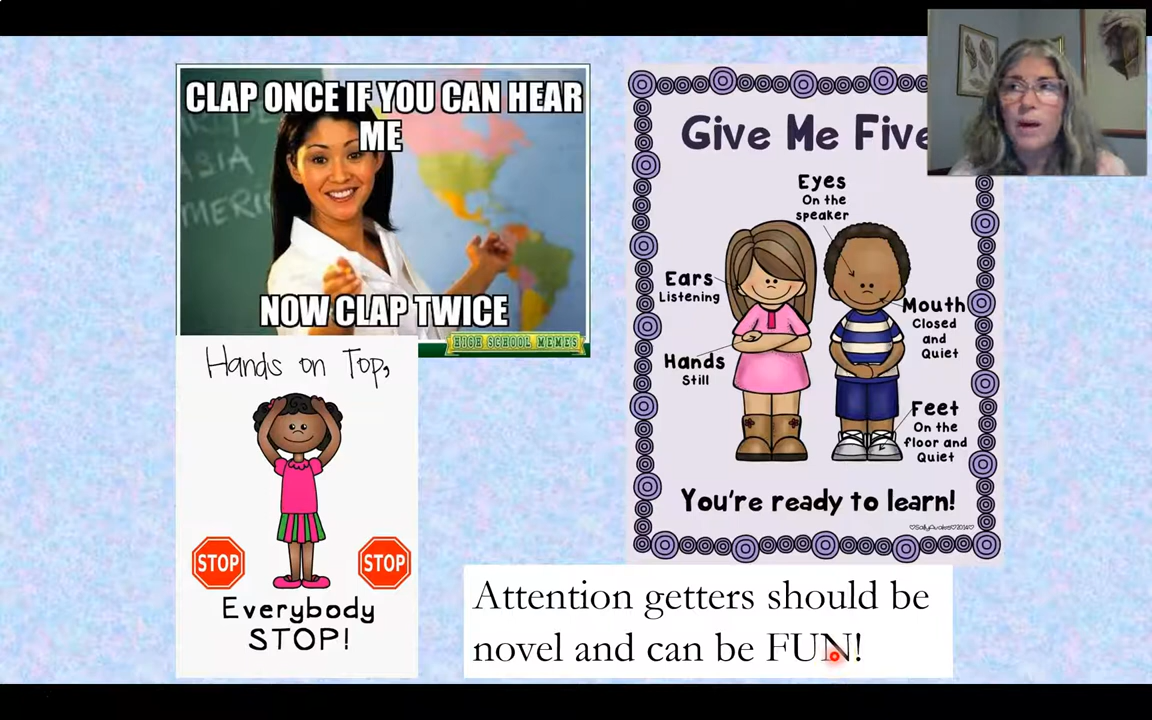 CLAP ONCE IF YOU CAN HEAR
ME
ASIA
NOW CLAP TWICE
HIGH SCHOOL MEMES
Hands on Top,
STOP
STOP
Everybody
STOP!
Give Me Five
Eyes
On the
speaker
Ears
Listening
Mouth
Closed
and
Quiet
Hands
Still
Feet
On the
floor and
Quiet
You're ready to learn!
Attention getters should be
novel and can be FUN!